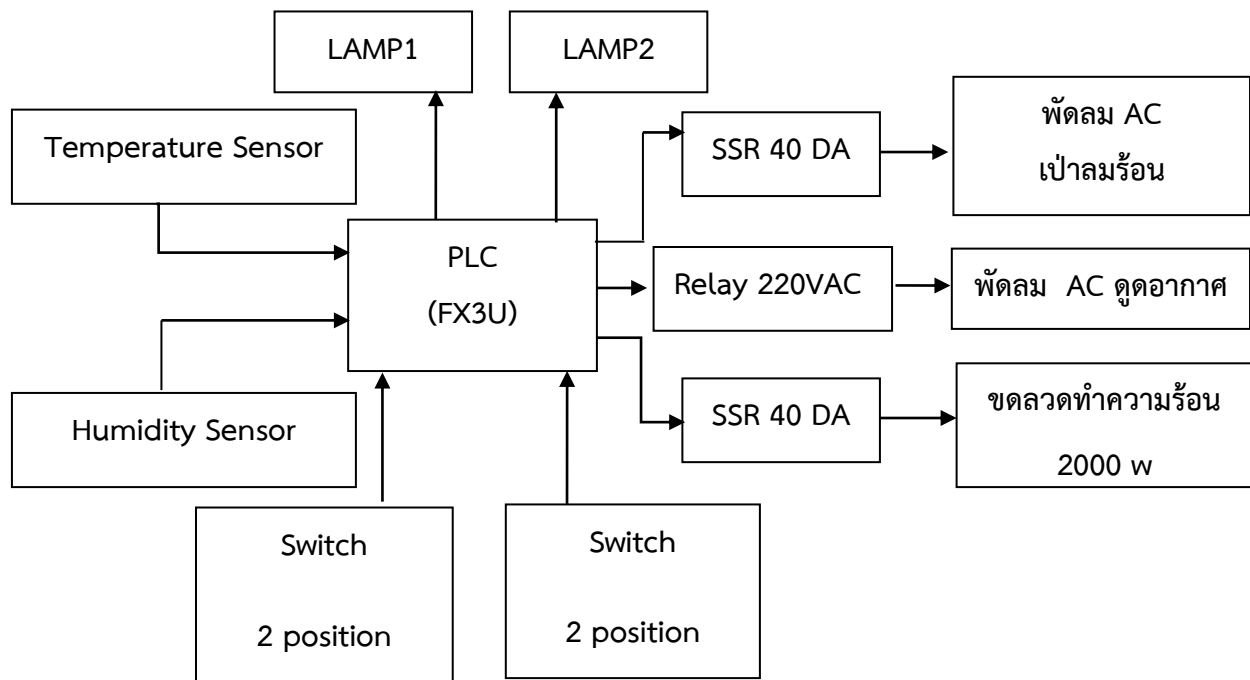 LAMP1
LAMP2
Temperature Sensor
SSR 40 DA
พัดลม AC
เป่าลมร้อน
PLC
(FX3U)
Relay 220VAC
พัดลม AC ดูดอากาศ
Humidity Sensor
SSR 40 DA
ขดลวดทำความร้อน
2000 w
Switch
2 position
Switch
2 position